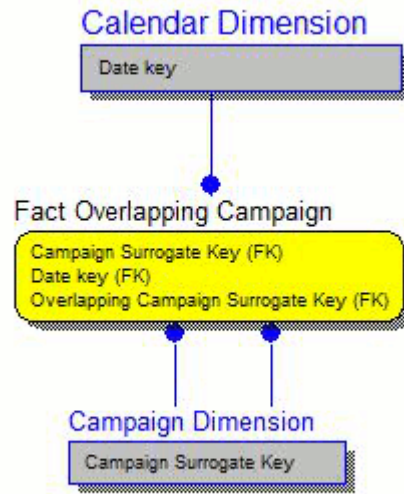 Calendar Dimension
Date key
Fact Overlapping Campaign
Campaign Surrogate Key (FK)
Date key (FK)
Overlapping Campaign Surrogate Key (FK)
Campaign Dimension
Campaign Surrogate Key